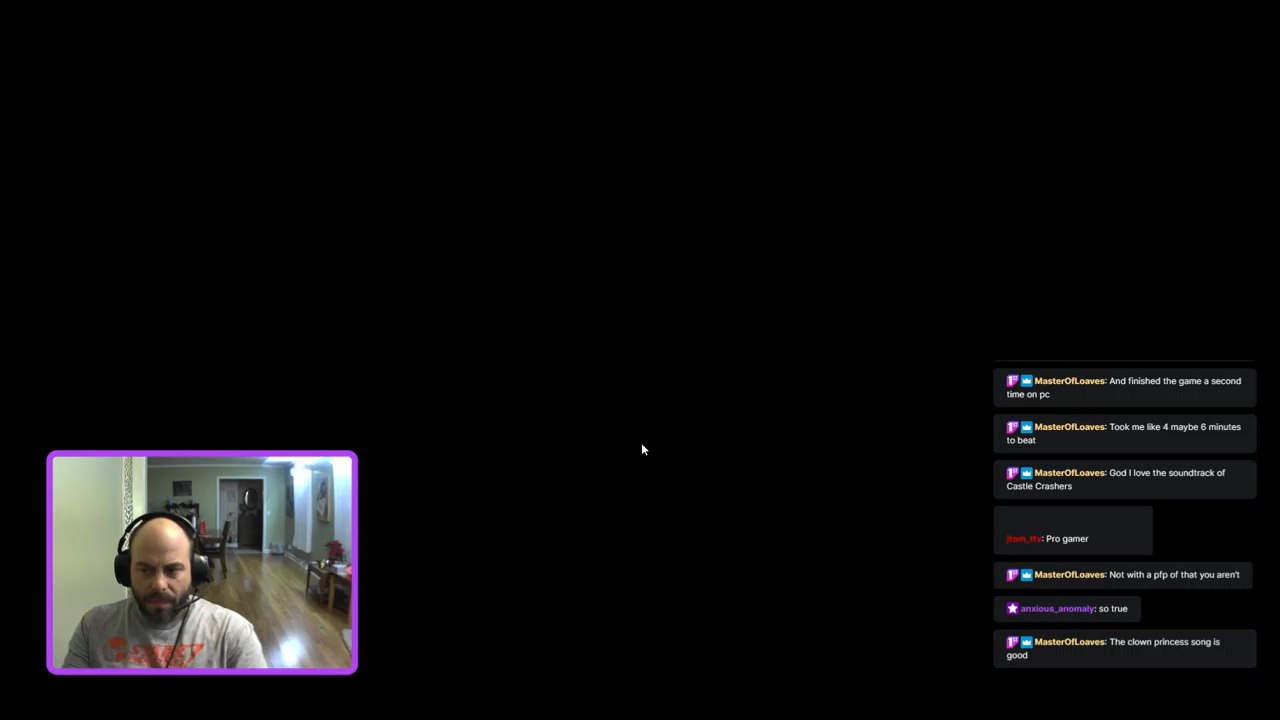 MasterOfLoaves: And finished the game a second
time on pc
MasterOfLoaves: Took me like 4 maybe 6 minutes
to beat
MasterOfLoaves: God I love the soundtrack of
Castle Crashers
: Pro gamer
MasterOfLoaves: Not with a pfp of that you aren't
anxious_anomaly: so true
MasterOfLoaves: The clown princess song is
good